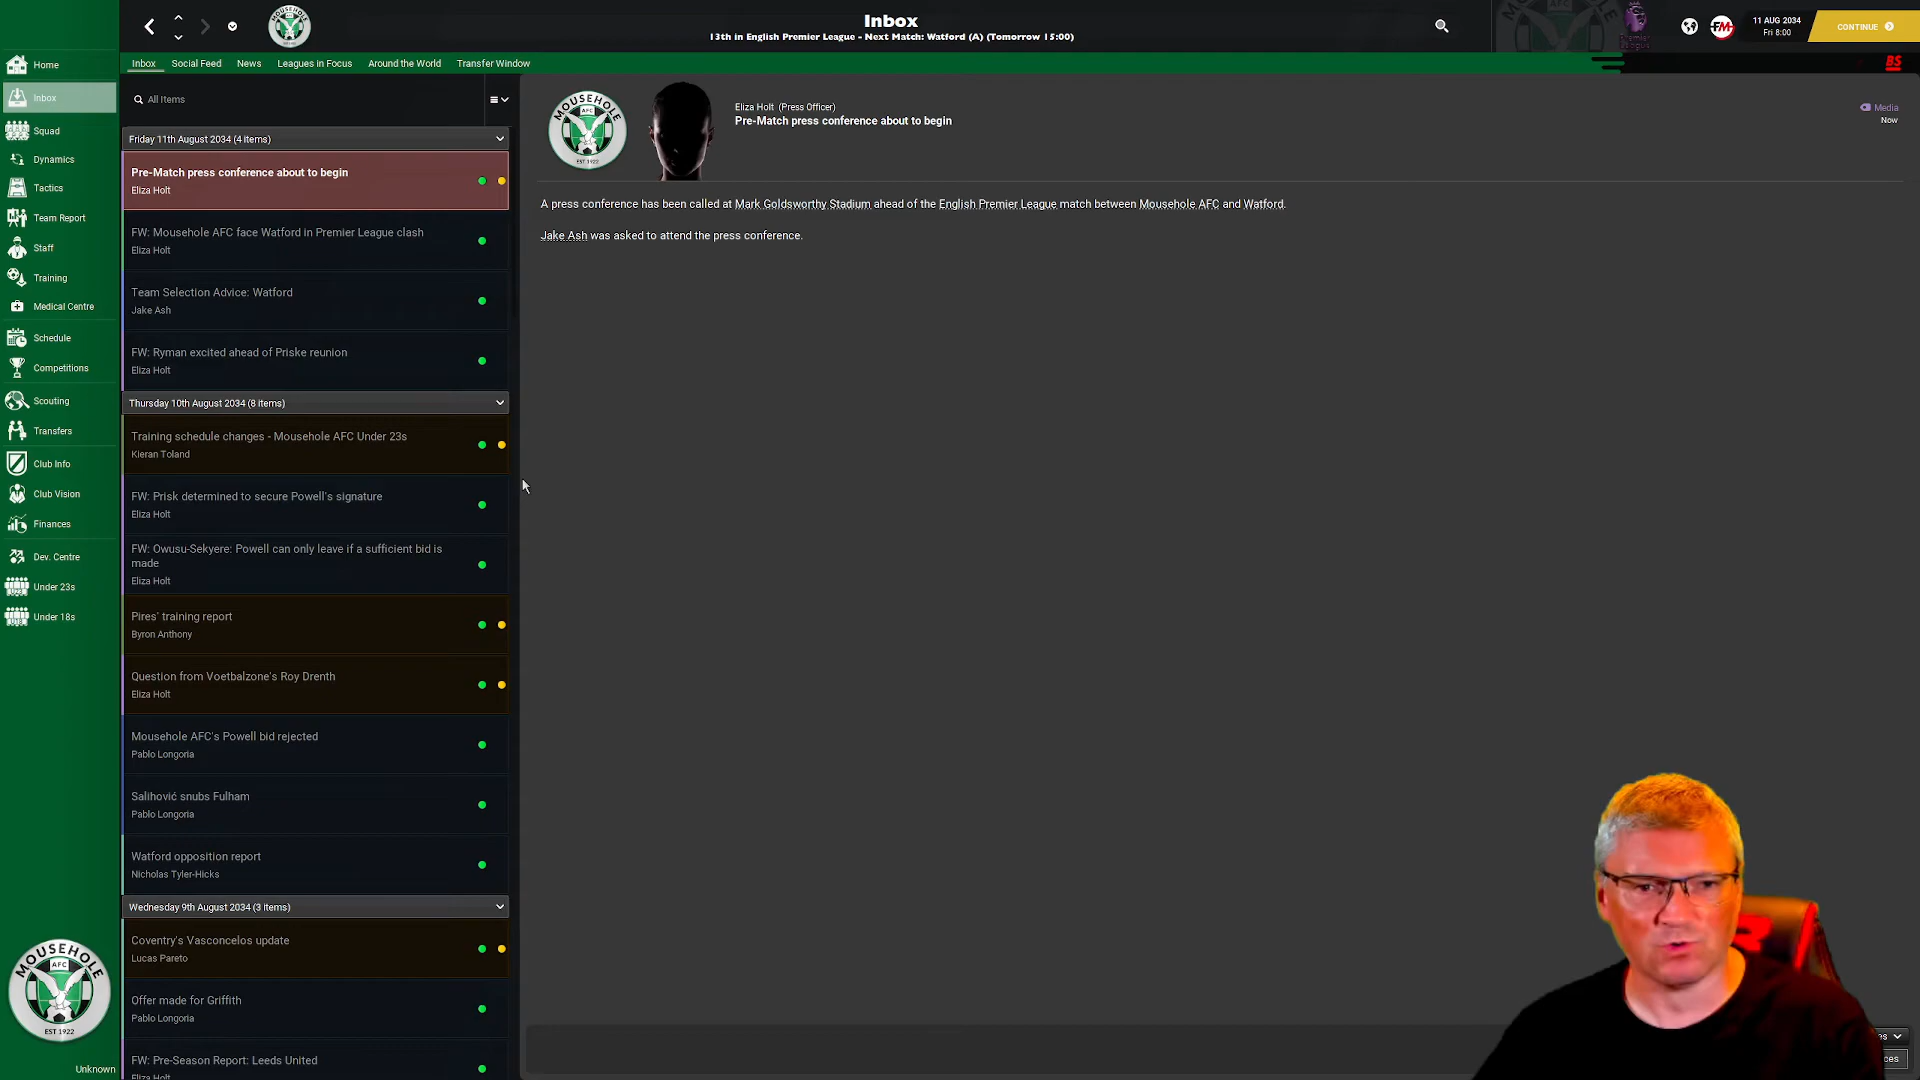 Inbox
13th in English Premier League - Next Match: Watford (A) (Tomorrow 15:00)
11 AUG 2034
Fri 8:00
CONTINUE
Inbox
Social Feed
News
Leagues in Focus
Around the World
Transfer Window
BS
Home
Inbox
Squad
Dynamics
Tactics
Team Report
Staff
Training
Medical Centre
Schedule
Competitions
Scouting
Transfers
Club Info
Club Vision
Finances
Dev. Centre
Under 23s
Under 18s
MOUSEHOLE
AFC
EST 1922
Unknown
All Items
Friday 11th August 2034 (4 items)
Pre-Match press conference about to begin
Eliza Holt
FW: Mousehole AFC face Watford in Premier League clash
Eliza Holt
Team Selection Advice: Watford
Jake Ash
FW: Ryman excited ahead of Priske reunion
Eliza Holt
Thursday 10th August 2034 (8 items)
Training schedule changes - Mousehole AFC Under 23s
Kieran Toland
FW: Prisk determined to secure Powell's signature
Eliza Holt
FW: Owusu-Sekyere: Powell can only leave if a sufficient bid is
made
Eliza Holt
Pires' training report
Byron Anthony
Question from Voetbalzone's Roy Drenth
Eliza Holt
Mousehole AFC's Powell bid rejected
Pablo Longoria
Salihović snubs Fulham
Pablo Longoria
Watford opposition report
Nicholas Tyler-Hicks
Wednesday 9th August 2034 (3 items)
Coventry's Vasconcelos update
Lucas Pareto
Offer made for Griffith
Pablo Longoria
FW: Pre-Season Report: Leeds United
Eliza Holt
MOUSEHOLE
AFC
EST 1922
Eliza Holt (Press Officer)
Pre-Match press conference about to begin
Media
Now
A press conference has been called at Mark Goldsworthy Stadium ahead of the English Premier League match between Mousehole AFC and Watford.
Jake Ash was asked to attend the press conference.